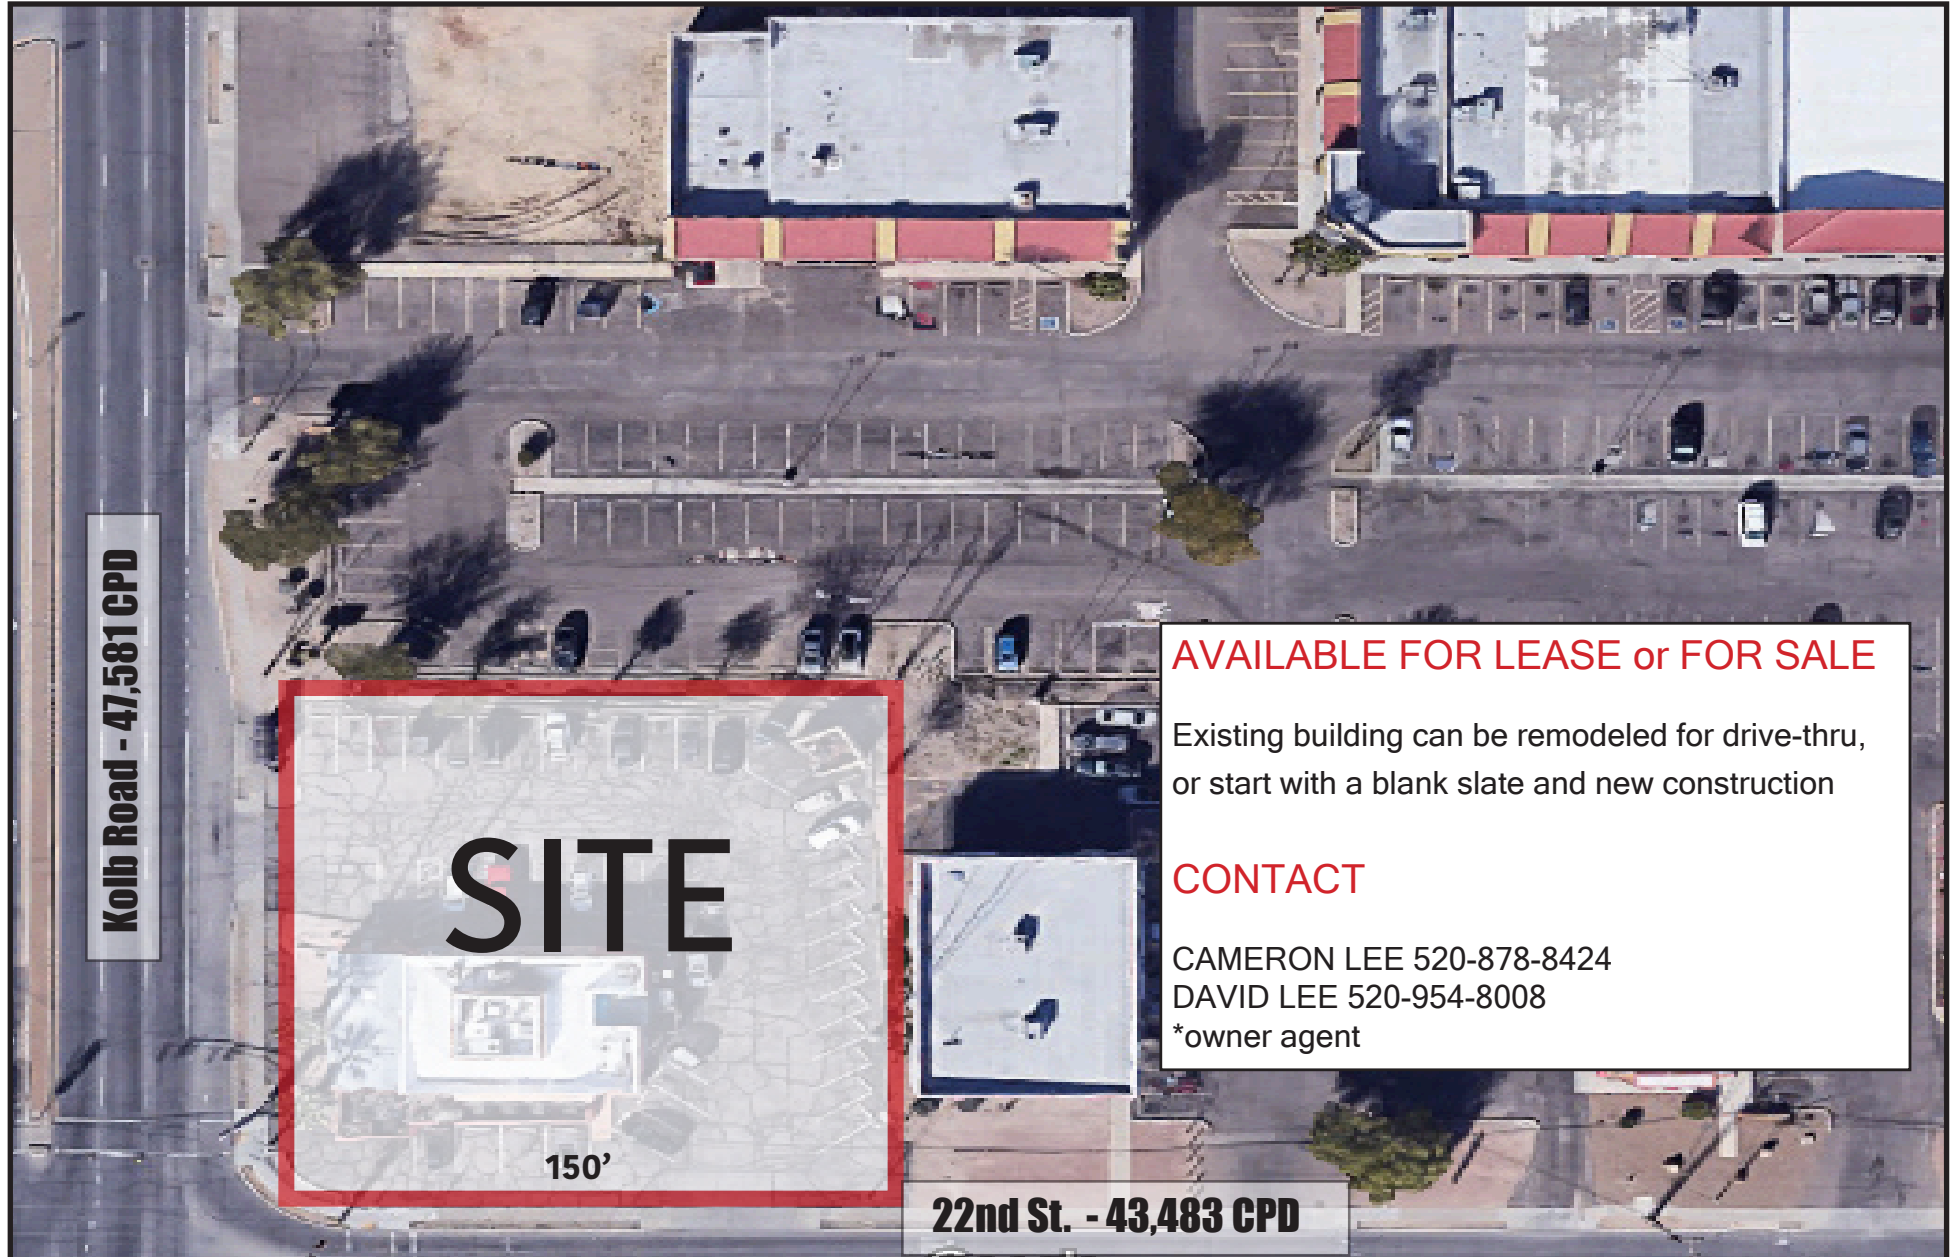 Kolb Road - 47,581 CPD
AVAILABLE FOR LEASE or FOR SALE
Existing building can be remodeled for drive-thru,
or start with a blank slate and new construction
CONTACT
CAMERON LEE 520-878-8424
DAVID LEE 520-954-8008
*owner agent
SITE
150’
22nd St. - 43,483 CPD